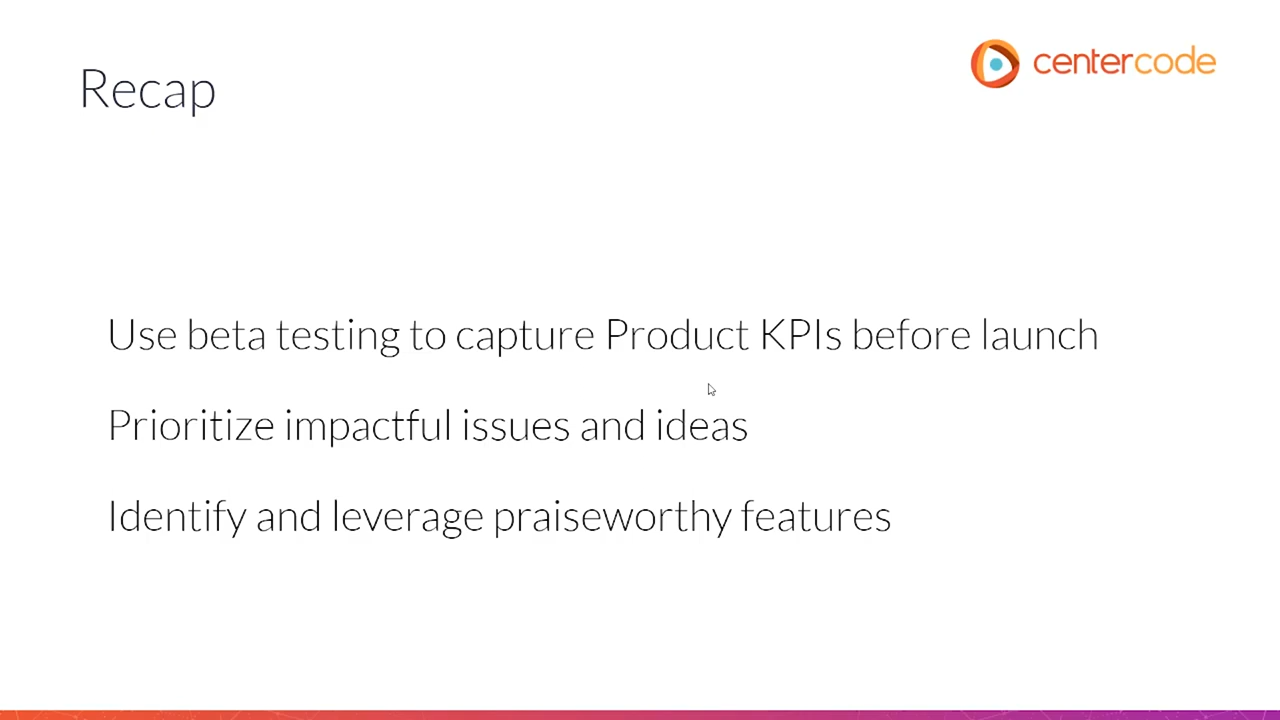 Recap
centercode
Use beta testing to capture Product KPIs before launch
Prioritize impactful issues and ideas
Identify and leverage praiseworthy features